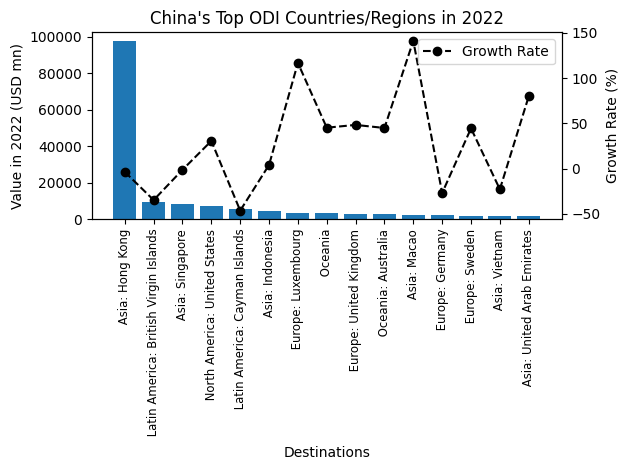 China's Top ODI Countries/Regions in 2022
Value in 2022 (USD mn)
100000
80000
60000
40000
20000
0
Growth Rate
150
100
50
0
−50
Growth Rate (%)
Asia: Hong Kong
Latin America: British Virgin Islands
Asia: Singapore
North America: United States
Latin America: Cayman Islands
Asia: Indonesia
Europe: Luxembourg
Oceania
Europe: United Kingdom
Oceania: Australia
Asia: Macao
Europe: Germany
Europe: Sweden
Asia: Vietnam
Asia: United Arab Emirates
Destinations